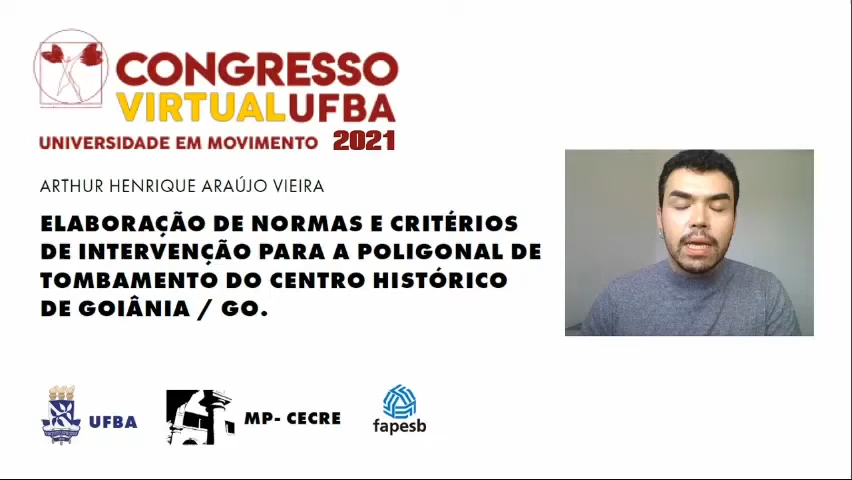 CONGRESSO
VIRTUALUFBA
UNIVERSIDADE EM MOVIMENTO 2021
ARTHUR HENRIQUE ARAÚJO VIEIRA
ELABORAÇÃO DE NORMAS E CRITÉRIOS
DE INTERVENÇÃO PARA A POLIGONAL DE
TOMBAMENTO DO CENTRO HISTÓRICO
DE GOIÂNIA / GO.
UFBA
MP- CECRE
fapesb